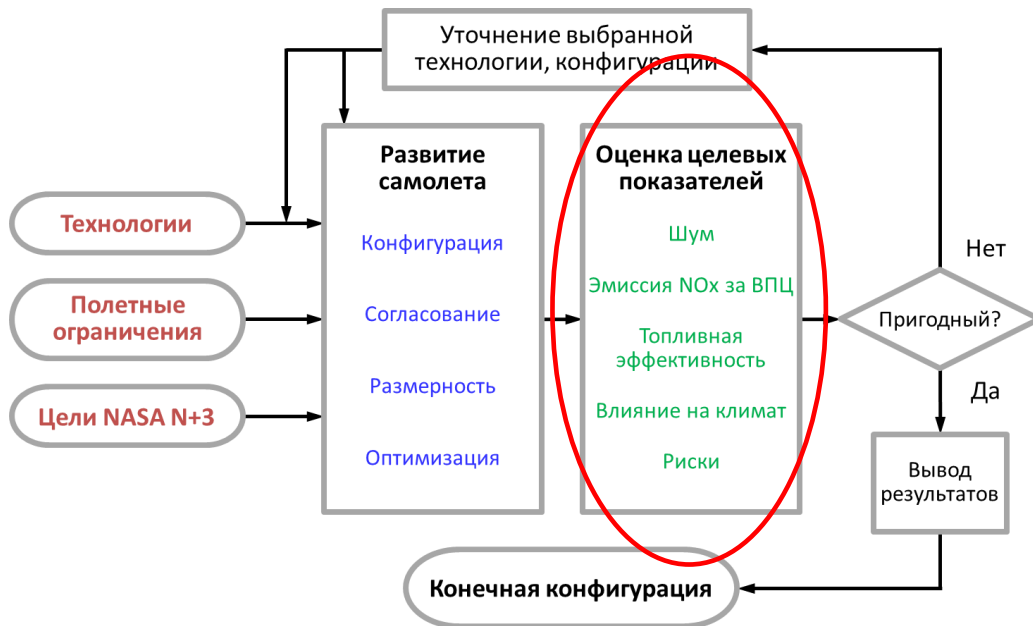 Уточнение выбранной
технологии, конфигурации
Развитие
самолета
Конфигурация
Согласование
Размерность
Оптимизация
Оценка целевых
показателей
Шум
Эмиссия NOx за ВПЦ
Топливная
эффективность
Влияние на климат
Риски
Технологии
Полетные
ограничения
Цели NASA N+3
Нет
Пригодный?
Да
Вывод
результатов
Конечная конфигурация